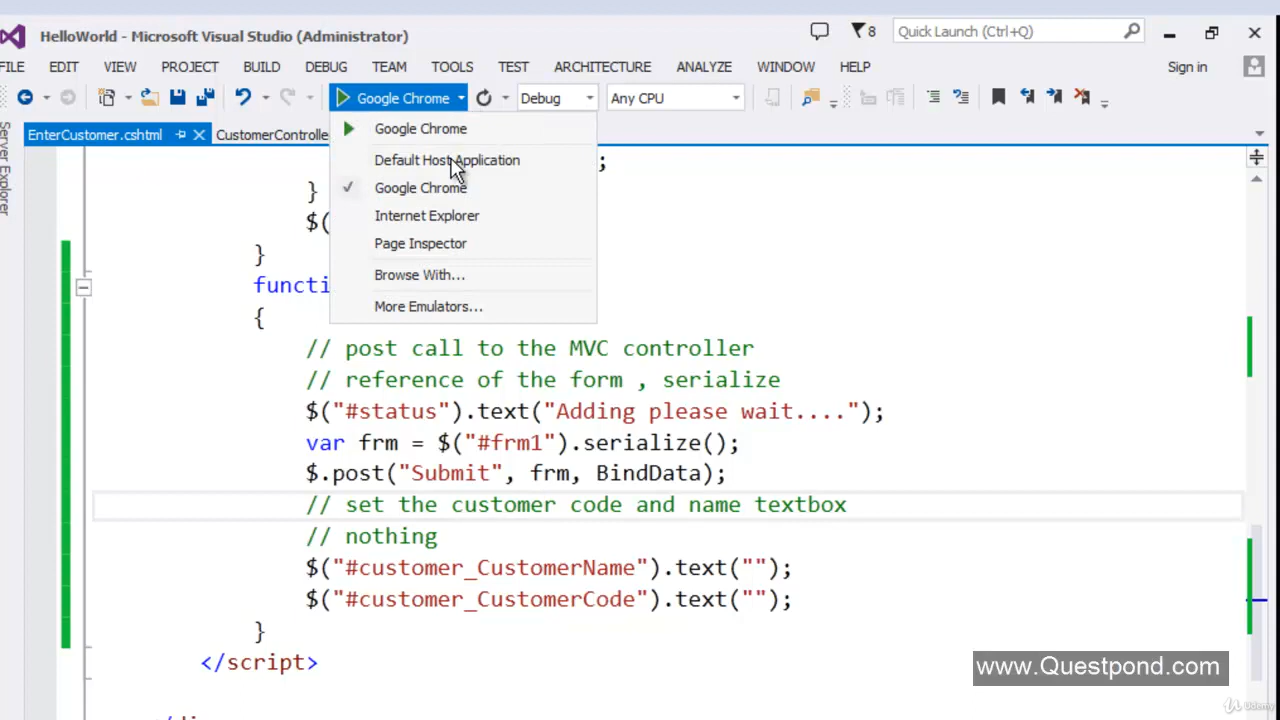 HelloWorld - Microsoft Visual Studio (Administrator)
8
Quick Launch (Ctrl+Q)
FILE EDIT VIEW PROJECT BUILD DEBUG TEAM TOOLS TEST ARCHITECTURE ANALYZE WINDOW HELP Sign in
Google Chrome Debug Any CPU
Server Explorer
EnterCustomer.cshtml CustomerControlle
Google Chrome
Default Host Application
Google Chrome
Internet Explorer
Page Inspector
Browse With...
More Emulators...
;
}
$(
}
functi
{
// post call to the MVC controller
// reference of the form , serialize
$("#status").text("Adding please wait....");
var frm = $("#frm1").serialize();
$.post("Submit", frm, BindData);
// set the customer code and name textbox
// nothing
$("#customer_CustomerName").text("");
$("#customer_CustomerCode").text("");
}
</script>
www.Questpond.com
Udemy